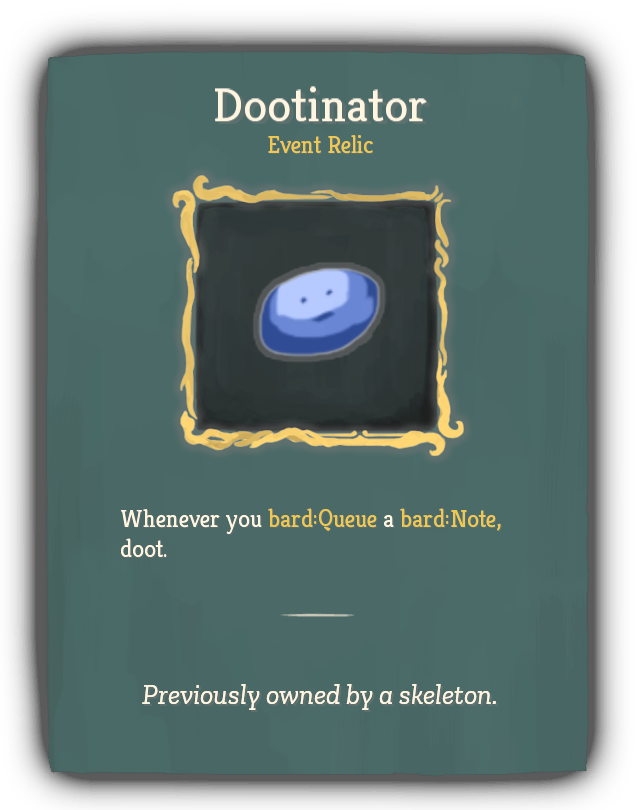 Dootinator
Event Relic
Whenever you bard:Queue a bard:Note,
doot.
Previously owned by a skeleton.